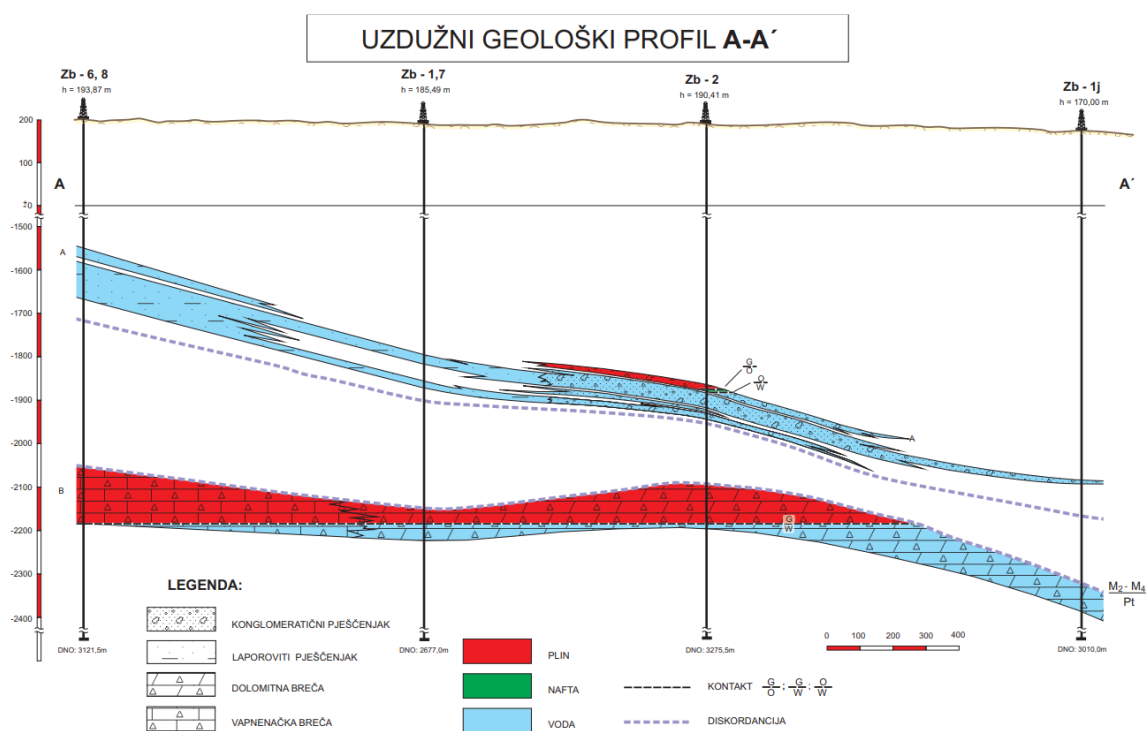 UZDUŽNI GEOLOŠKI PROFIL A-A´
Zb - 6, 8
h = 193,87 m
Zb - 1,7
h = 185,49 m
Zb - 2
h = 190,41 m
Zb - 1j
h = 170,00 m
200
100
±0
A
A´
-1500
-1600
-1700
-1800
-1900
-2000
-2100
-2200
-2300
-2400
A
G
O
O
W
A
B
G
W
M2 - M4
Pt
DNO: 3121,5m
DNO: 2677,0m
DNO: 3275,5m
DNO: 3010,0m
0 100 200 300 400
LEGENDA:
KONGLOMERATIČNI PJEŠČENJAK
LAPOROVITI PJEŠČENJAK
DOLOMITNA BREČA
VAPNENAČKA BREČA
PLIN
NAFTA
VODA
KONTAKT G/O ; G/W ; O/W
DISKORDANCIJA